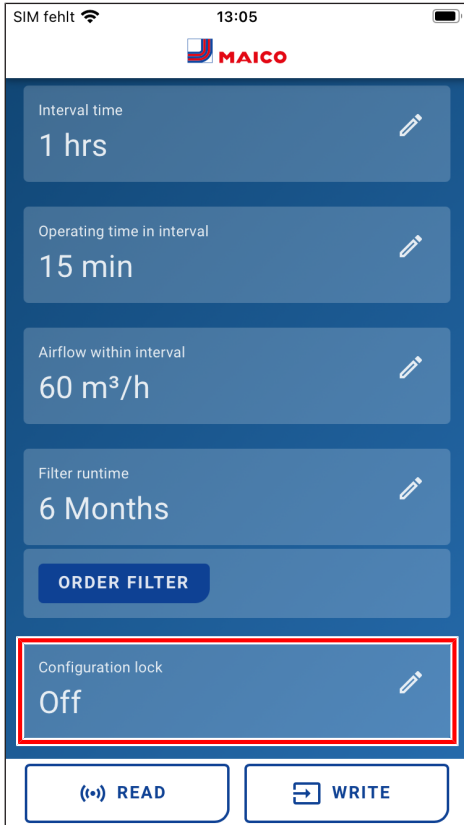 SIM fehlt 13:05
MAICO
Interval time
1 hrs
Operating time in interval
15 min
Airflow within interval
60 m³/h
Filter runtime
6 Months
ORDER FILTER
Configuration lock
Off
READ WRITE